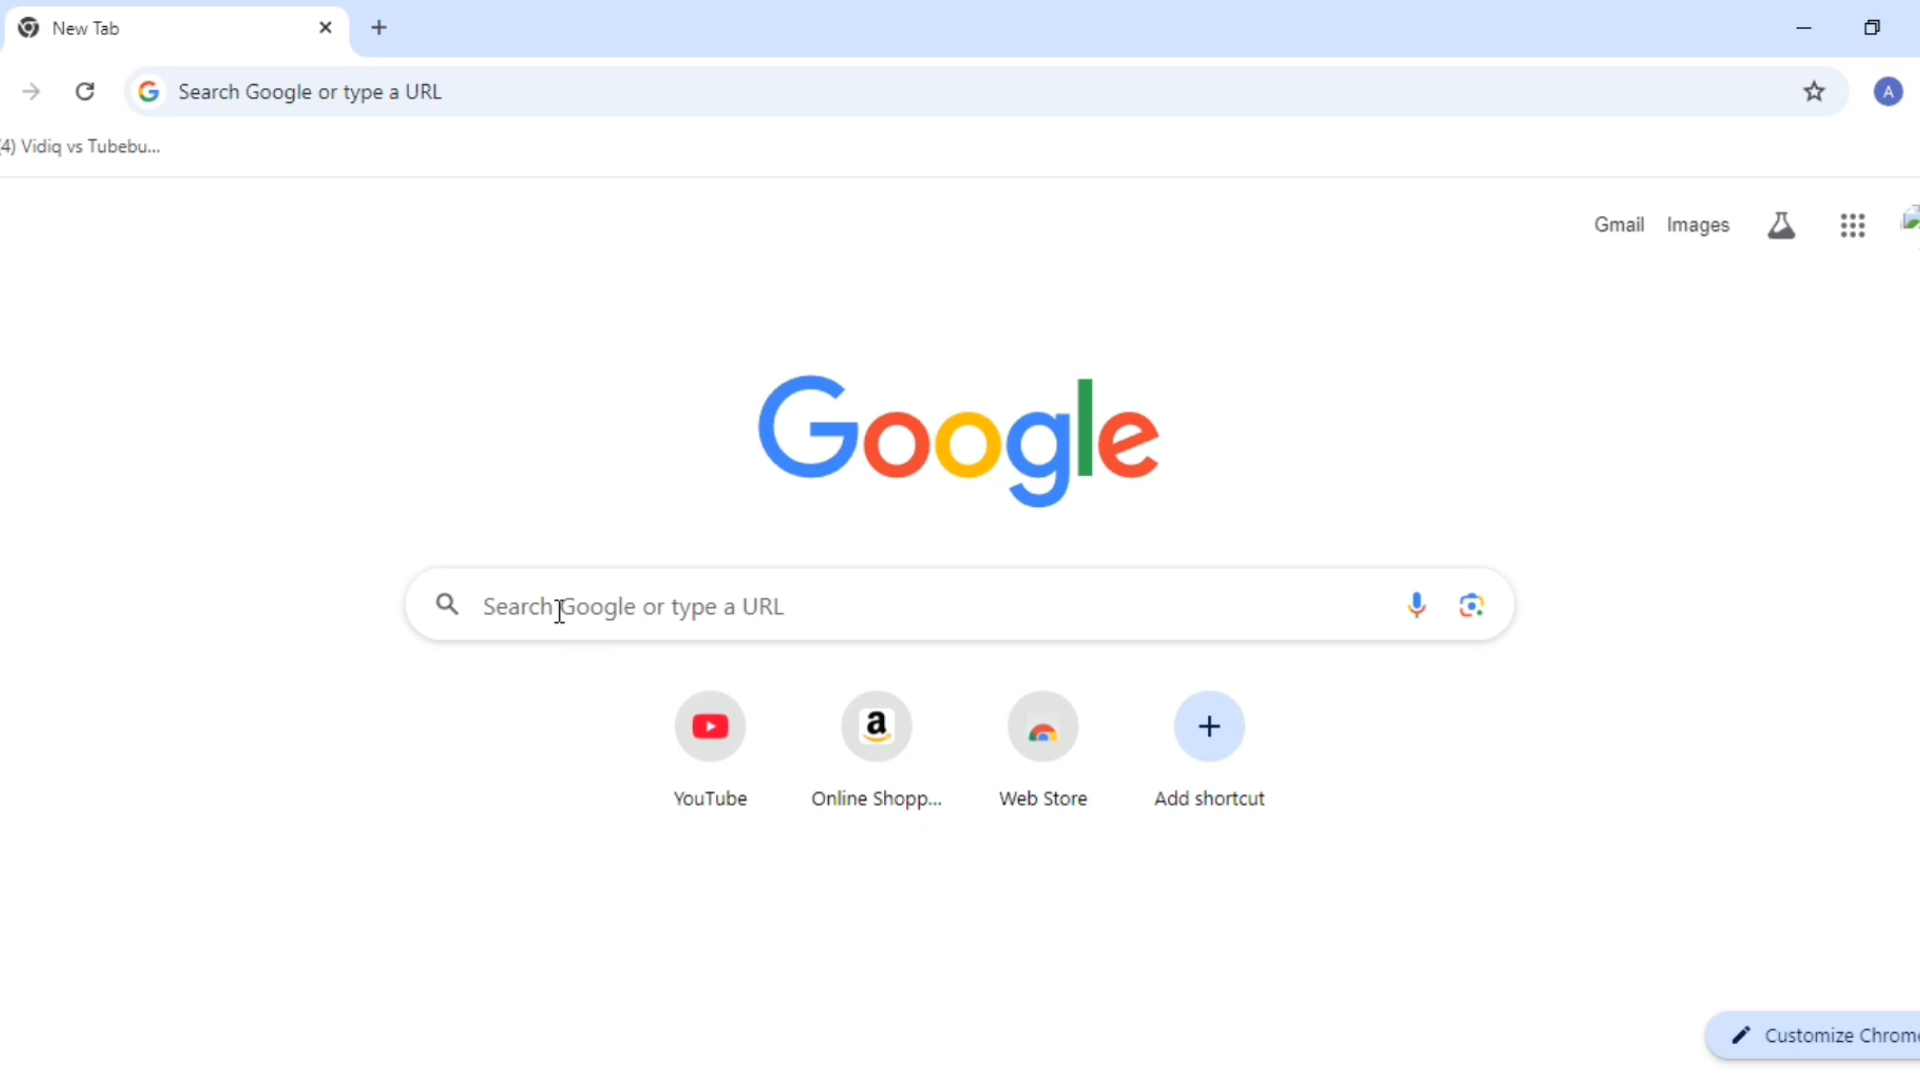 New Tab
Search Google or type a URL
A
(4) Vidiq vs Tubebu...
Gmail Images
Google
Search Google or type a URL
YouTube
Online Shopp...
Web Store
Add shortcut
Customize Chrome